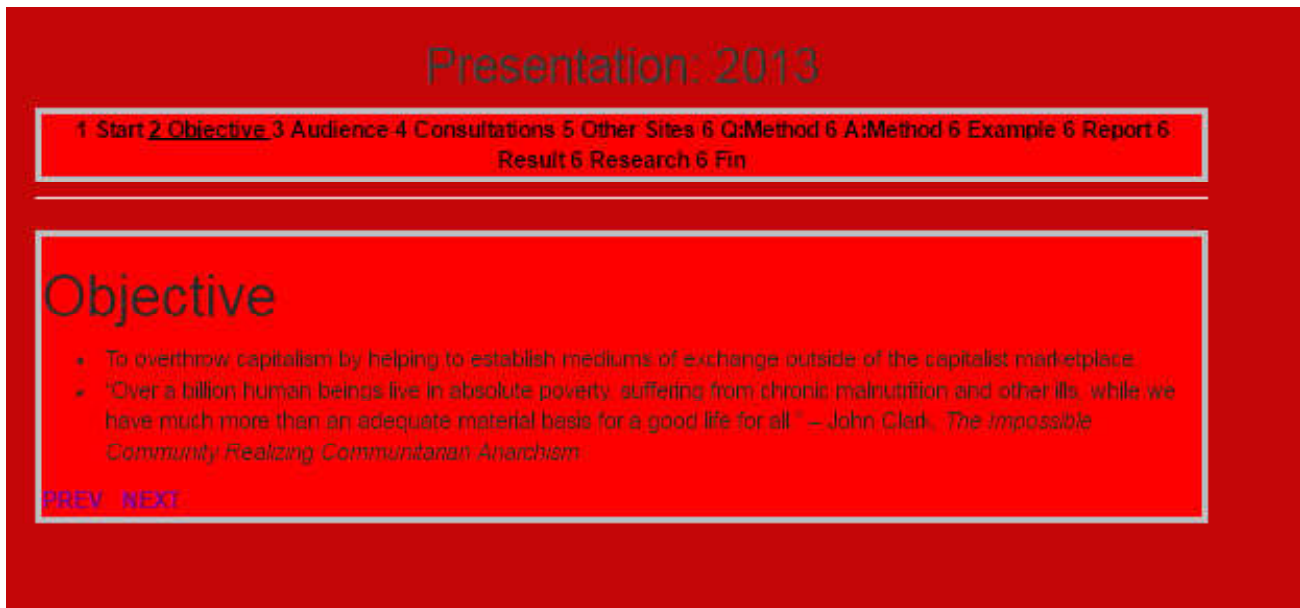 Presentation: 2013
1 Start 2 Objective 3 Audience 4 Consultations 5 Other Sites 6 Q:Method 6 A:Method 6 Example 6 Report 6
Result 6 Research 6 Fin
Objective
• To overthrow capitalism by helping to establish mediums of exchange outside of the capitalist marketplace.
• "Over a billion human beings live in absolute poverty, suffering from chronic malnutrition and other ills, while we
have much more than an adequate material basis for a good life for all." – John Clark, The Impossible
Community Realizing Communitarian Anarchism
PREV NEXT